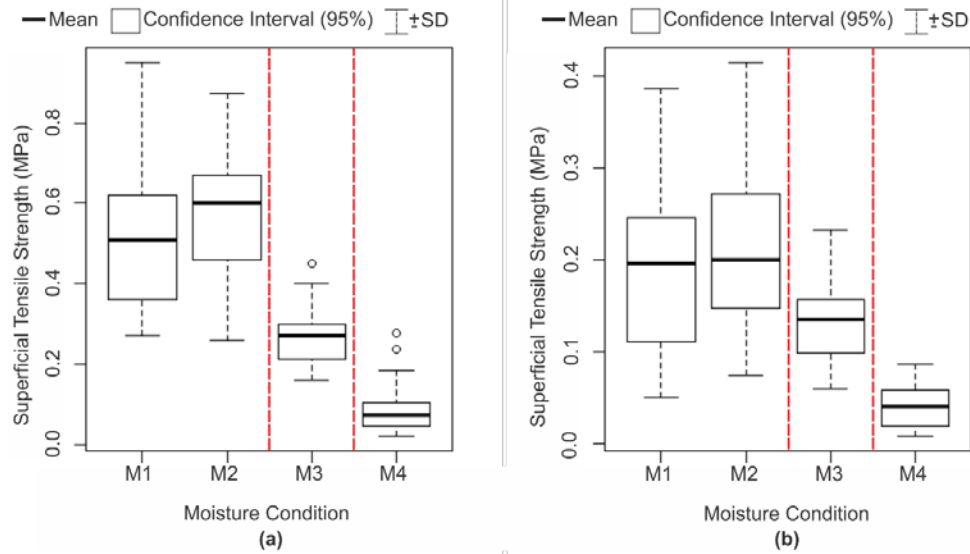 Mean Confidence Interval (95%) ±SD
Superficial Tensile Strength (MPa)
0.8
0.6
0.4
0.2
0.0
M1 M2 M3 M4
Moisture Condition
(a)
Mean Confidence Interval (95%) ±SD
Superficial Tensile Strength (MPa)
0.4
0.3
0.2
0.1
0.0
M1 M2 M3 M4
Moisture Condition
(b)